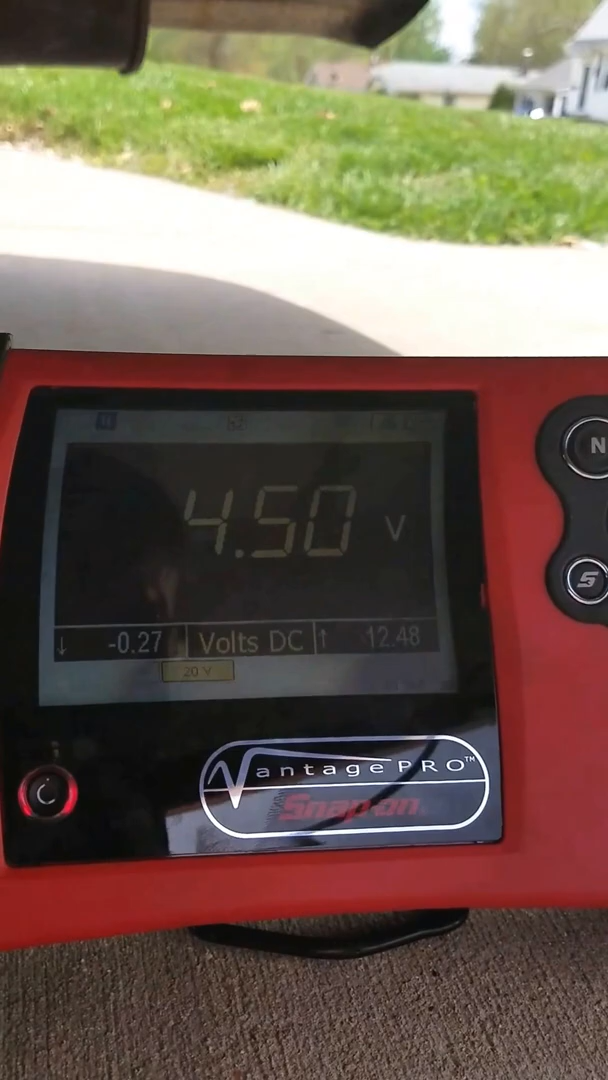 4.50 V
↓ -0.27 Volts DC ↑ 12.48
20 V
N
S
C
VantagePRO™
Snap-on